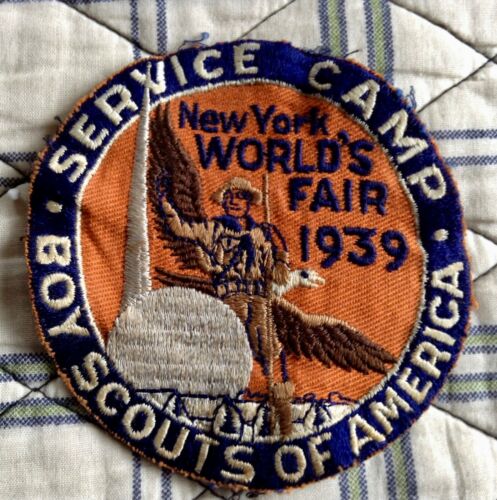 SERVICE CAMP
New York
WORLD'S
FAIR
1939
BOY SCOUTS OF AMERICA